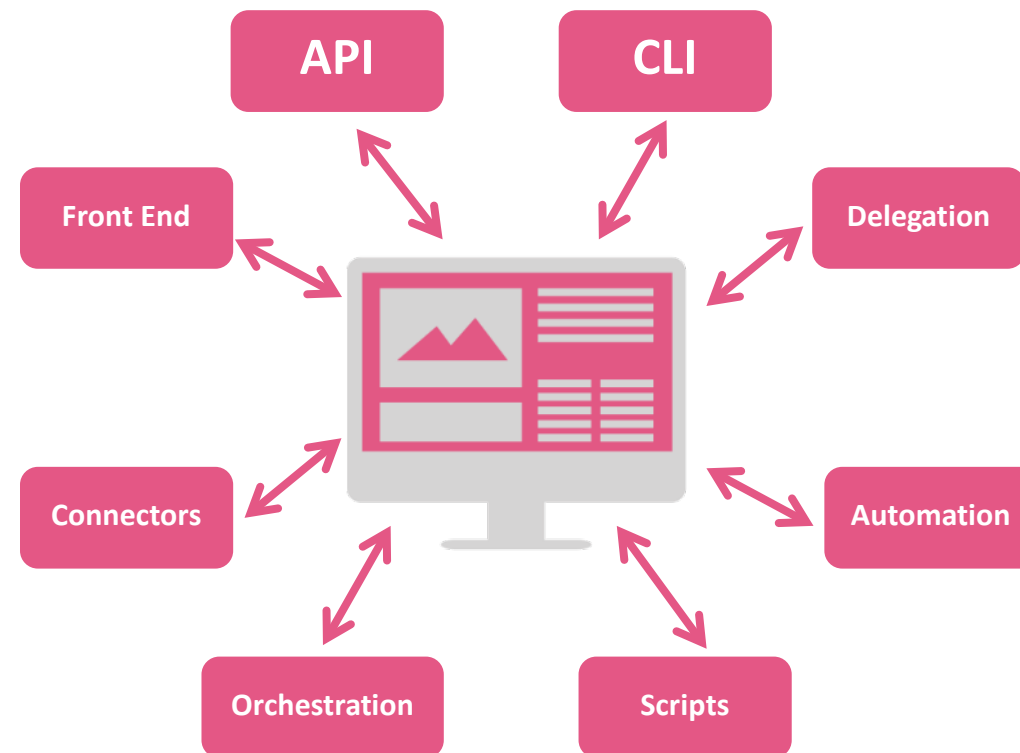 API
CLI
Front End
Delegation
Connectors
Automation
Orchestration
Scripts